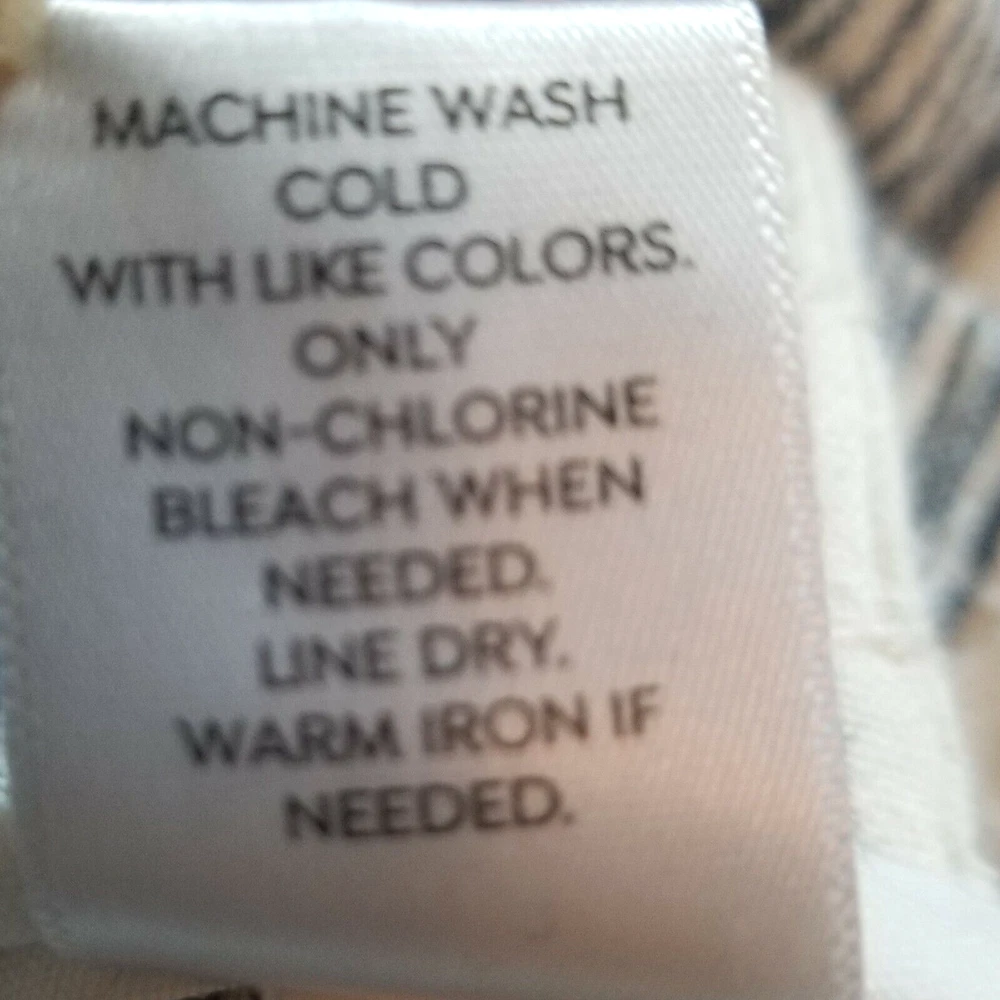 MACHINE WASH
COLD
WITH LIKE COLORS.
ONLY
NON-CHLORINE
BLEACH WHEN
NEEDED.
LINE DRY.
WARM IRON IF
NEEDED.